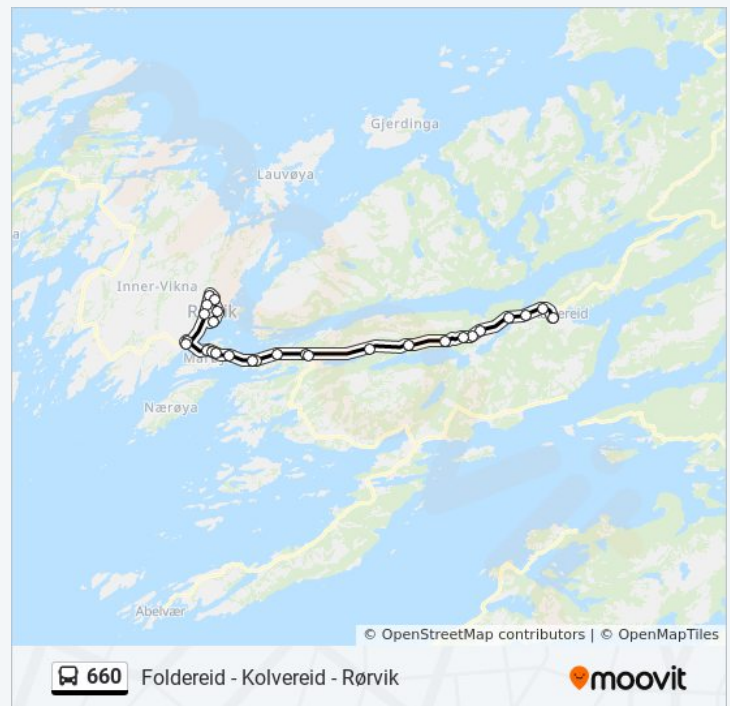 Gjerdinga
Lauvøya
a
Inner-Vikna
Nærøya
Abelvær
© OpenStreetMap contributors | © OpenMapTiles
660 Foldereid - Kolvereid - Rørvik
moovit